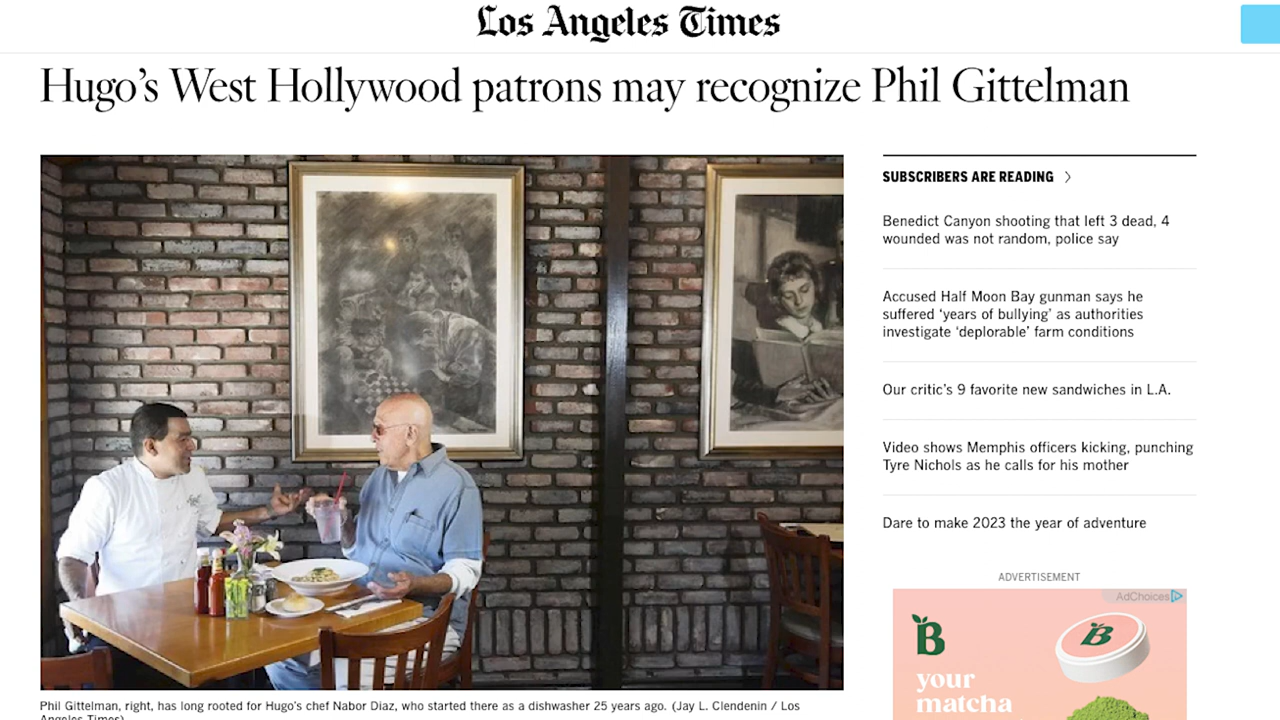 Los Angeles Times
Hugo’s West Hollywood patrons may recognize Phil Gittelman
SUBSCRIBERS ARE READING
Benedict Canyon shooting that left 3 dead, 4
wounded was not random, police say
Accused Half Moon Bay gunman says he
suffered ‘years of bullying’ as authorities
investigate ‘deplorable’ farm conditions
Our critic’s 9 favorite new sandwiches in L.A.
Video shows Memphis officers kicking, punching
Tyre Nichols as he calls for his mother
Dare to make 2023 the year of adventure
ADVERTISEMENT
AdChoices
B
B
your
matcha
Phil Gittelman, right, has long rooted for Hugo’s chef Nabor Diaz, who started there as a dishwasher 25 years ago. (Jay L. Clendenin / Los
Angeles Times)